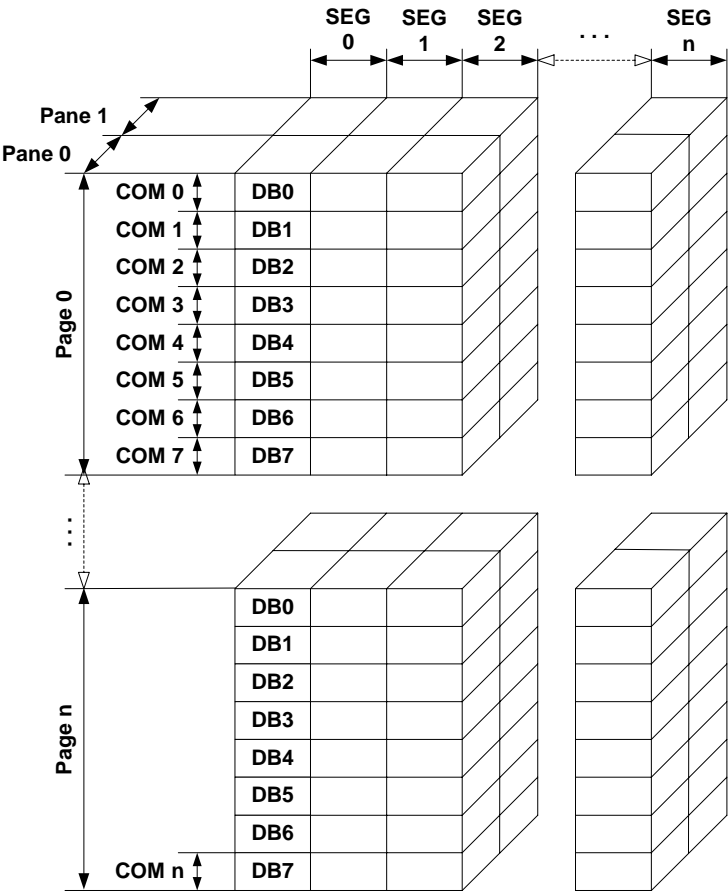 SEG SEG SEG SEG
0 1 2 . . . n
Pane 1
Pane 0
COM 0 DB0
COM 1 DB1
COM 2 DB2
COM 3 DB3
COM 4 DB4
COM 5 DB5
COM 6 DB6
COM 7 DB7
Page 0
. . .
DB0
DB1
DB2
DB3
DB4
DB5
DB6
COM n DB7
Page n